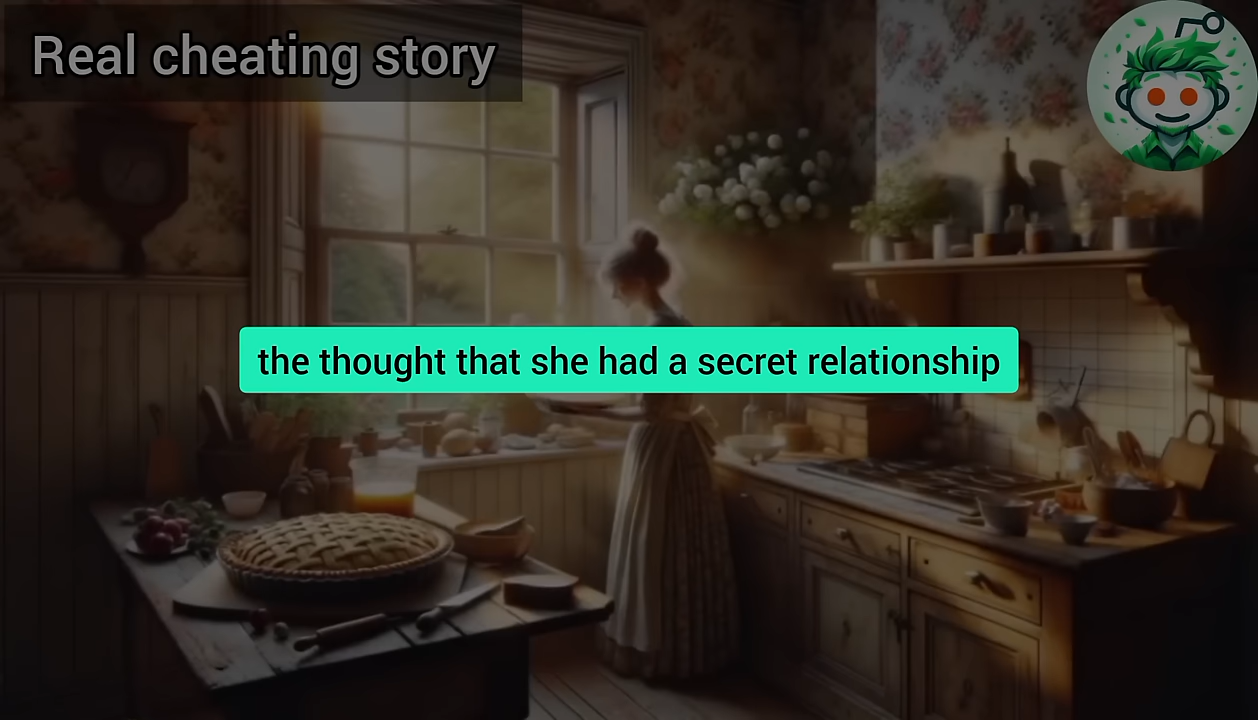 Real cheating story
the thought that she had a secret relationship